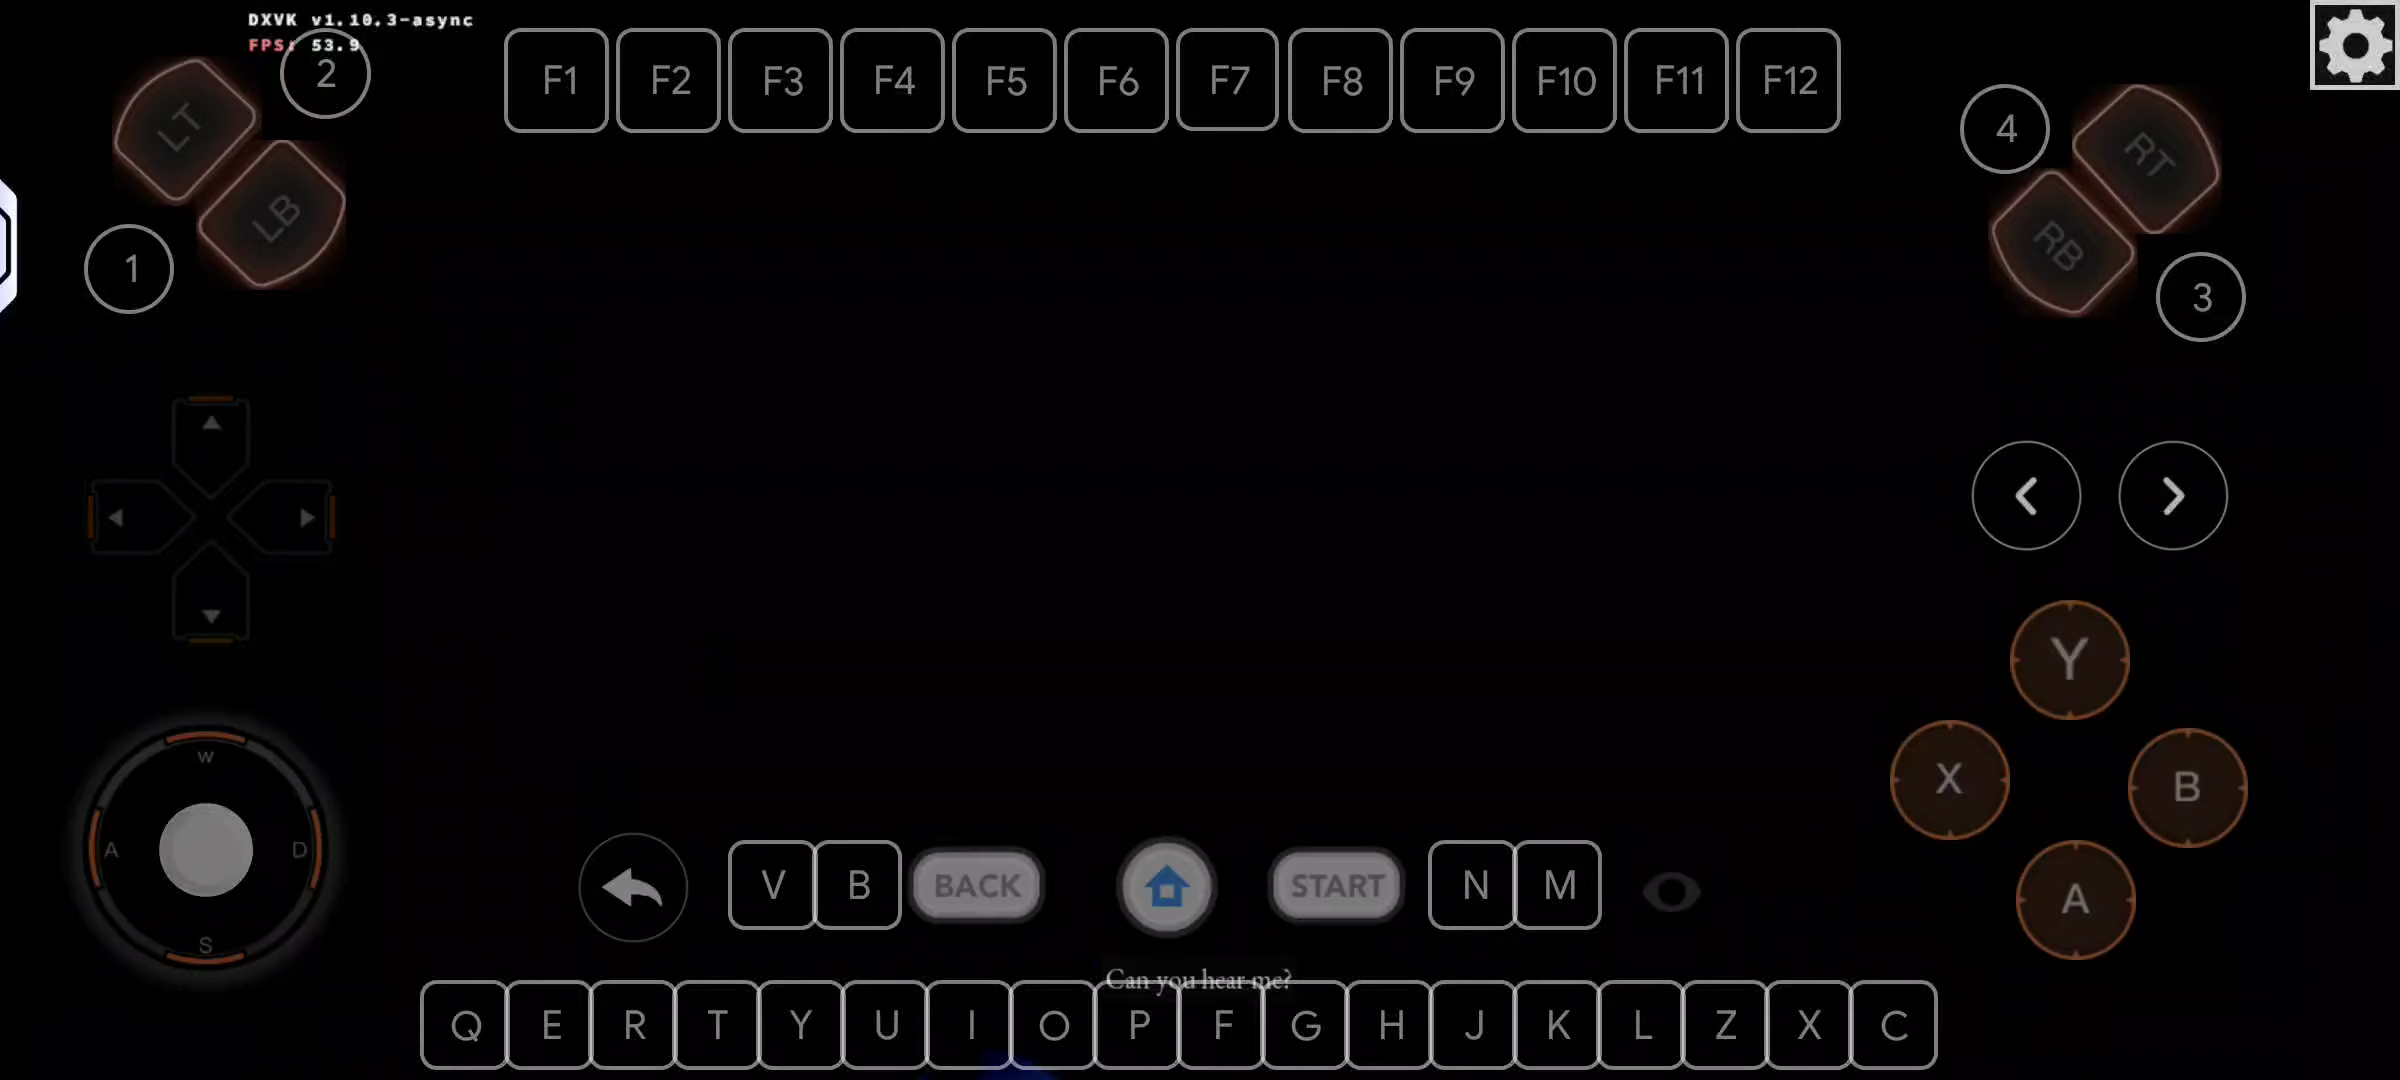 DXVK v1.10.3-async
FPS: 53.9
2
F1 F2 F3 F4 F5 F6 F7 F8 F9 F10 F11 F12
LT
LB
1
4
RT
RB
3
W
A D
S
Y
X
B
A
V B BACK START N M
Can you hear me?
Q E R T Y U I O P F G H J K L Z X C